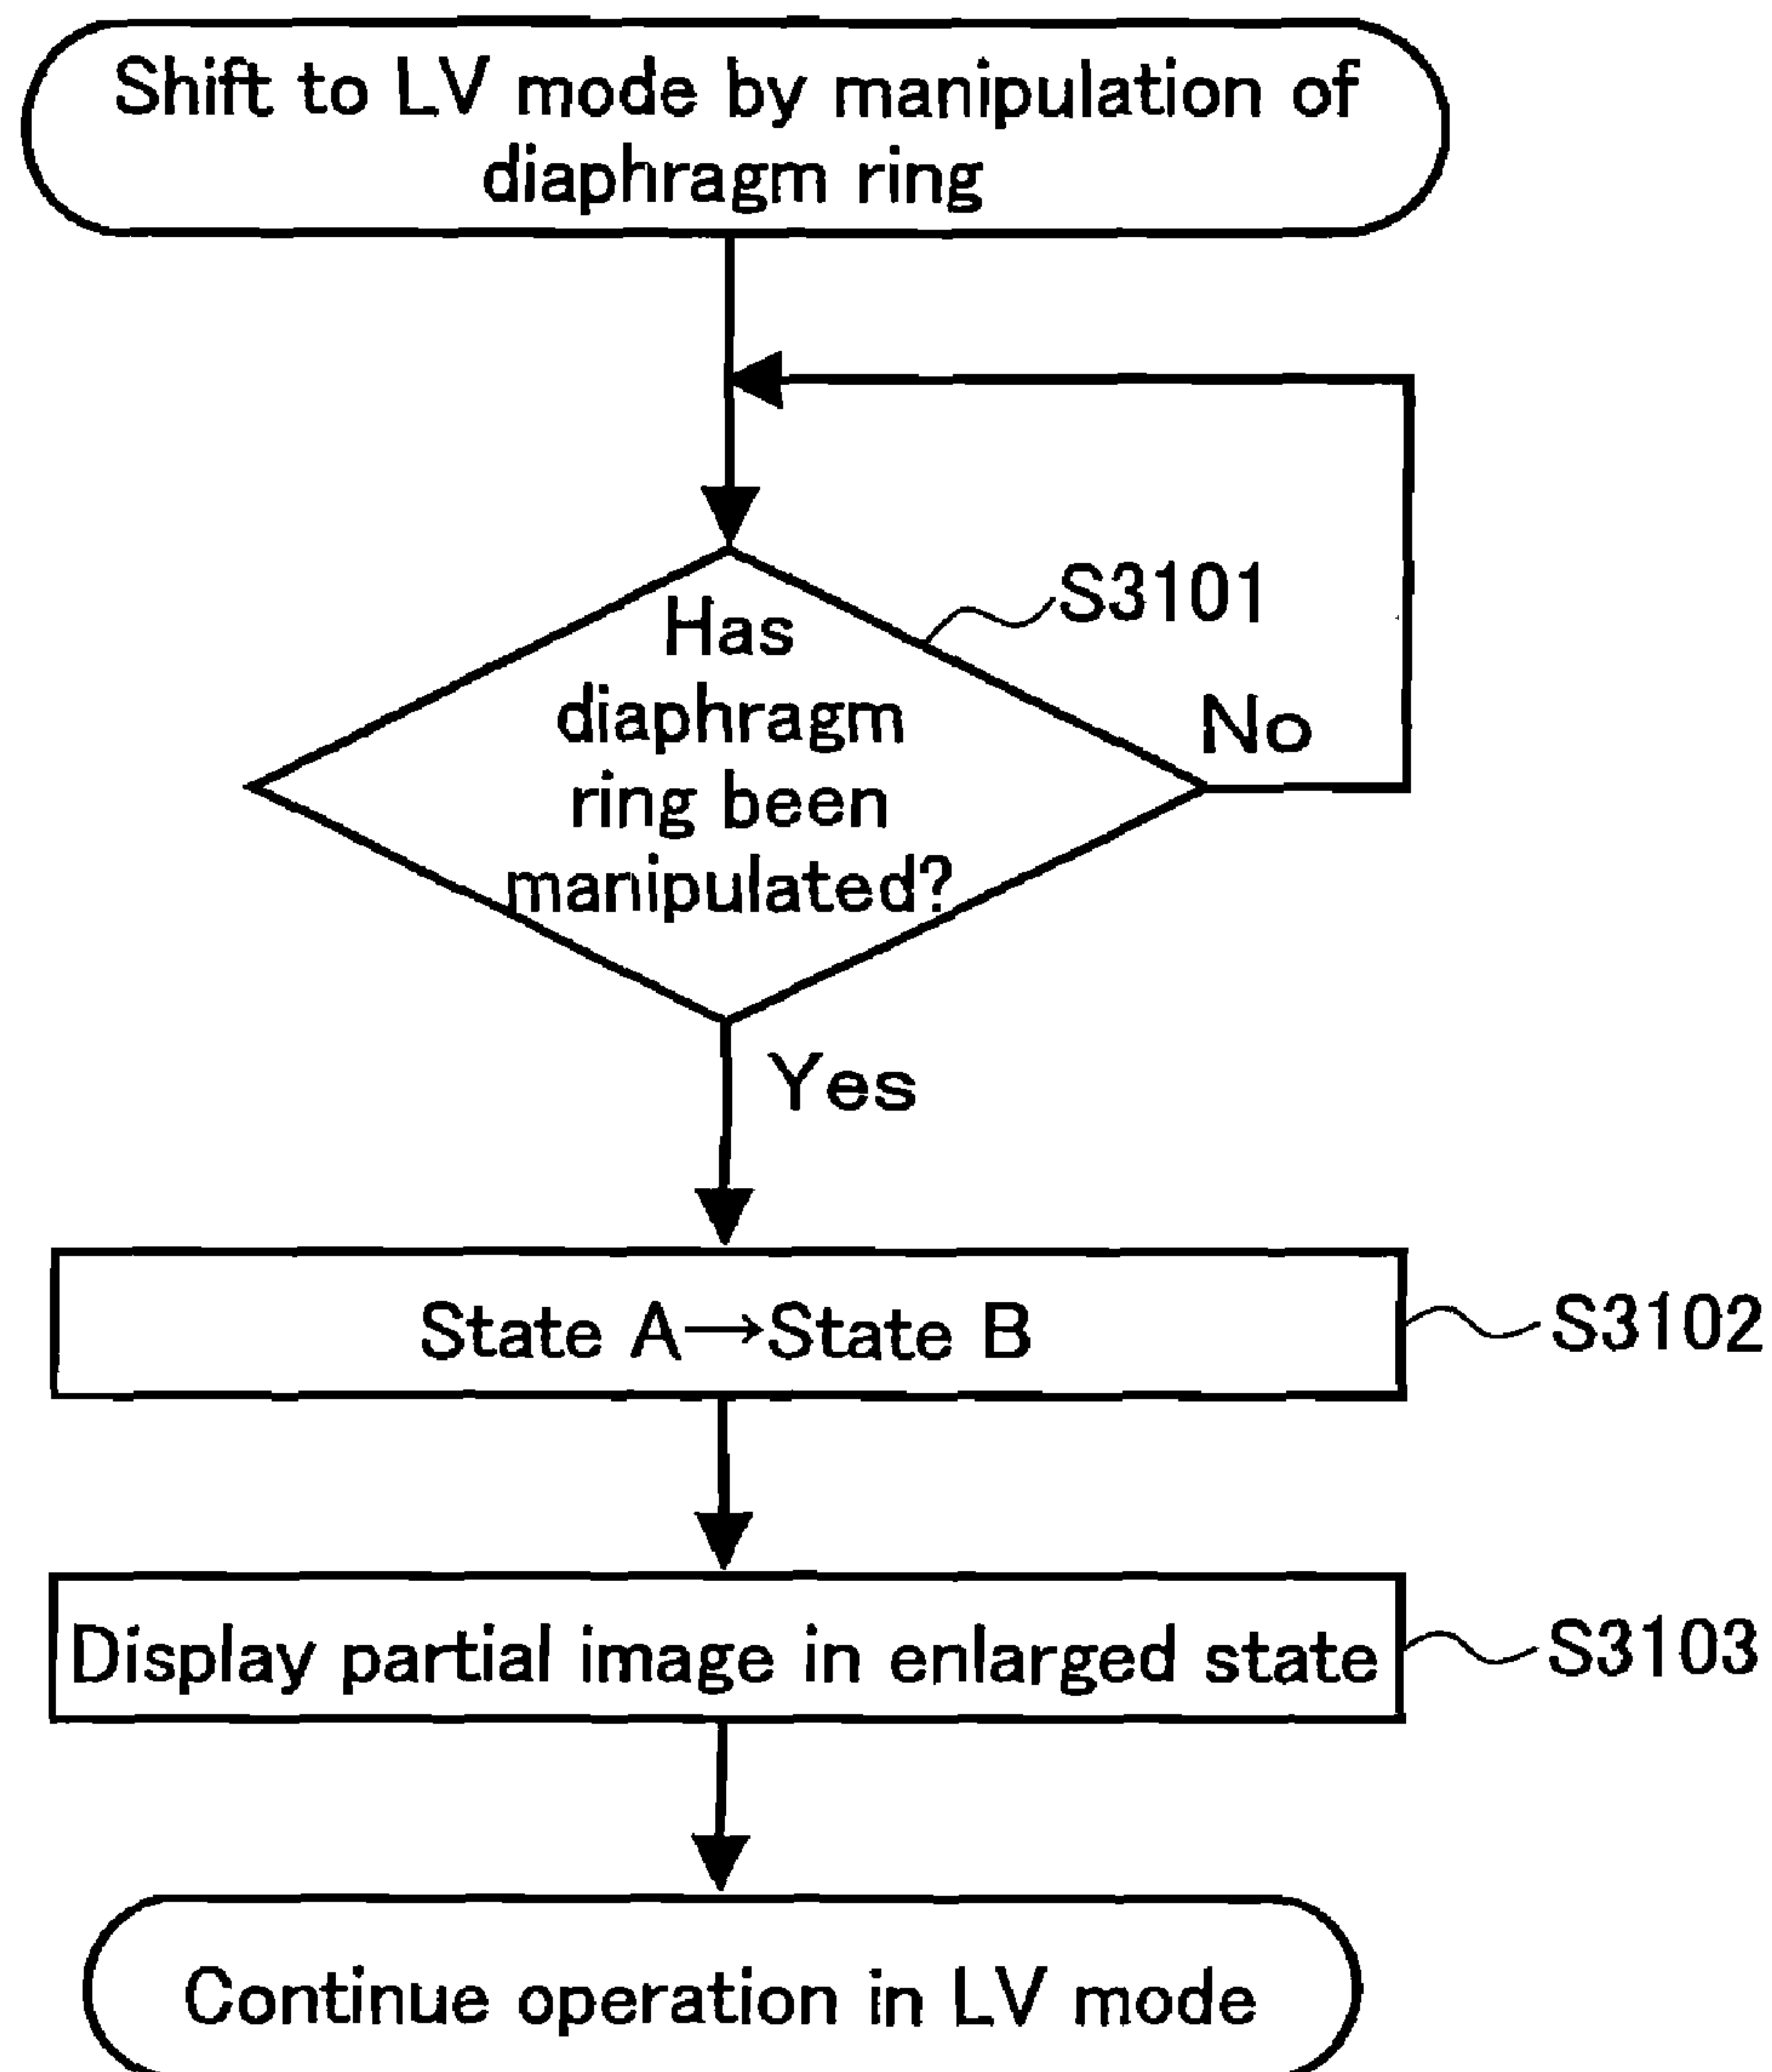 Shift to LV mode by manipulation of
diaphragm ring
S3101
Has
diaphragm
ring been
manipulated?
No
Yes
State A→State B
S3102
Display partial image in enlarged state
S3103
Continue operation in LV mode